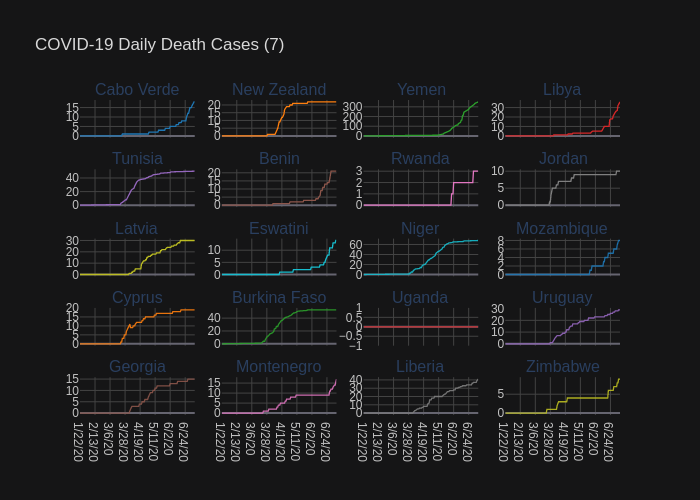 COVID-19 Daily Death Cases (7)
Cabo Verde New Zealand Yemen Libya
15 10 5 0
20 15 10 5 0
300 200 100 0
30 20 10 0
Tunisia Benin Rwanda Jordan
40 20 0
20 15 10 5 0
3 2 1 0
10 5 0
Latvia Eswatini Niger Mozambique
30 20 10 0
10 5 0
60 40 20 0
8 6 4 2 0
Cyprus Burkina Faso Uganda Uruguay
20 15 10 5 0
40 20 0
1 0.5 0 −0.5 −1
30 20 10 0
Georgia Montenegro Liberia Zimbabwe
15 10 5 0
15 10 5 0
40 30 20 10 0
5 0
1/22/20 2/13/20 3/6/20 3/28/20 4/19/20 5/11/20 6/2/20 6/24/20
1/22/20 2/13/20 3/6/20 3/28/20 4/19/20 5/11/20 6/2/20 6/24/20
1/22/20 2/13/20 3/6/20 3/28/20 4/19/20 5/11/20 6/2/20 6/24/20
1/22/20 2/13/20 3/6/20 3/28/20 4/19/20 5/11/20 6/2/20 6/24/20